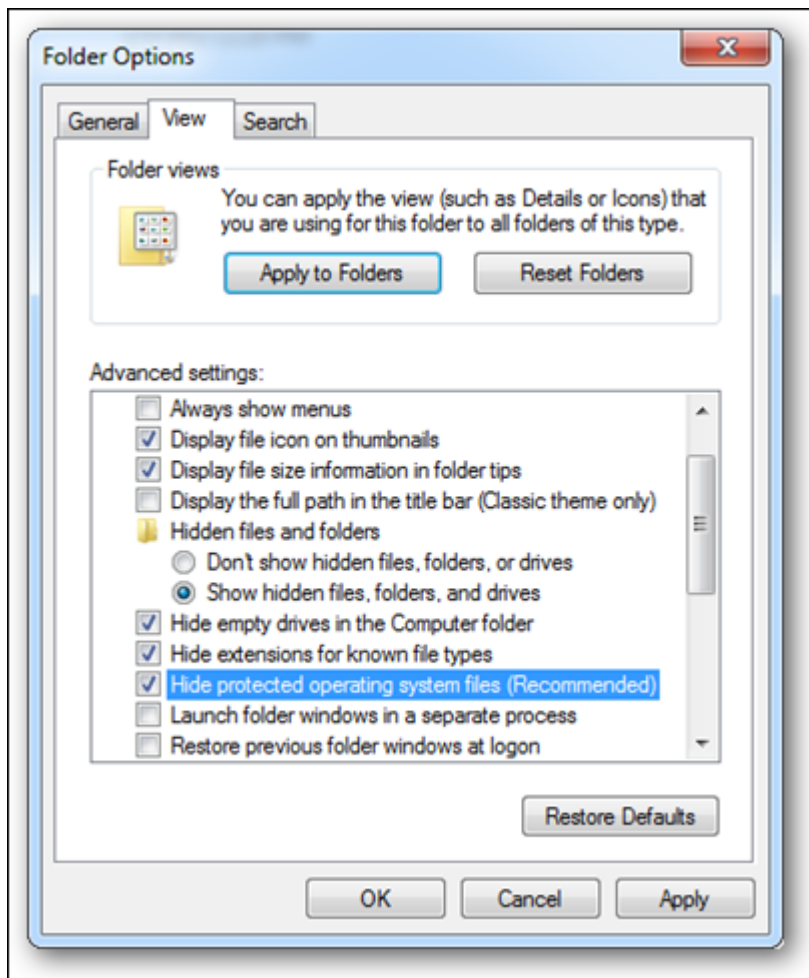 Folder Options
General View Search
Folder views
You can apply the view (such as Details or Icons) that
you are using for this folder to all folders of this type.
Apply to Folders Reset Folders
Advanced settings:
Always show menus
Display file icon on thumbnails
Display file size information in folder tips
Display the full path in the title bar (Classic theme only)
Hidden files and folders
Don't show hidden files, folders, or drives
Show hidden files, folders, and drives
Hide empty drives in the Computer folder
Hide extensions for known file types
Hide protected operating system files (Recommended)
Launch folder windows in a separate process
Restore previous folder windows at logon
Restore Defaults
OK Cancel Apply